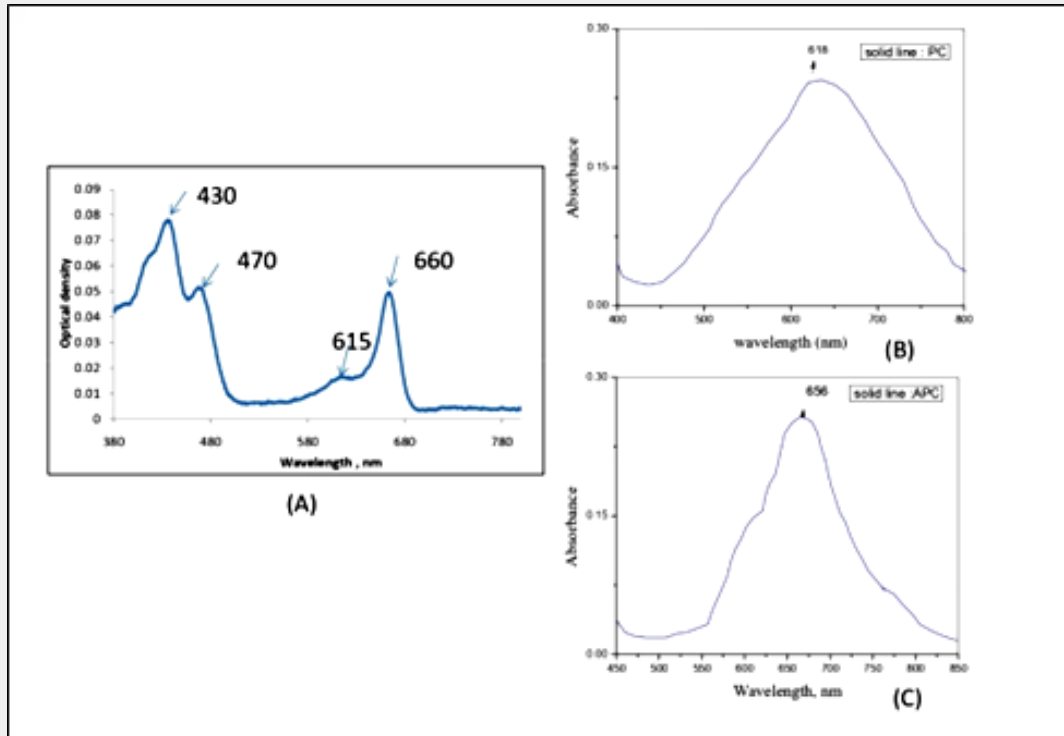 0.09
0.08
0.07
0.06
0.05
0.04
0.03
0.02
0.01
0
Optical density
430
470
615
660
380 480 580 680 780
Wavelength , nm
(A)
0.30
0.15
0.00
Absorbance
618
solid line : PC
400 500 600 700 800
wavelength (nm)
(B)
0.30
0.15
0.00
Absorbance
656
solid line :APC
450 500 550 600 650 700 750 800 850
Wavelength, nm
(C)